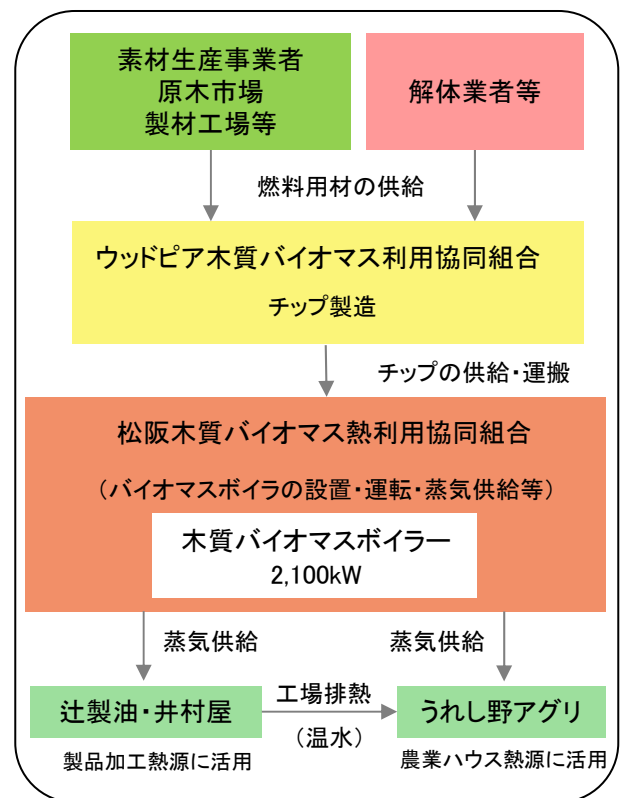 素材生産事業者
原木市場
製材工場等
解体業者等
燃料用材の供給
ウッドピア木質バイオマス利用協同組合
チップ製造
チップの供給・運搬
松阪木質バイオマス熱利用協同組合
（バイオマスボイラの設置・運転・蒸気供給等）
木質バイオマスボイラー
2,100kW
蒸気供給
蒸気供給
辻製油・井村屋
工場排熱
（温水）
うれし野アグリ
製品加工熱源に活用
農業ハウス熱源に活用